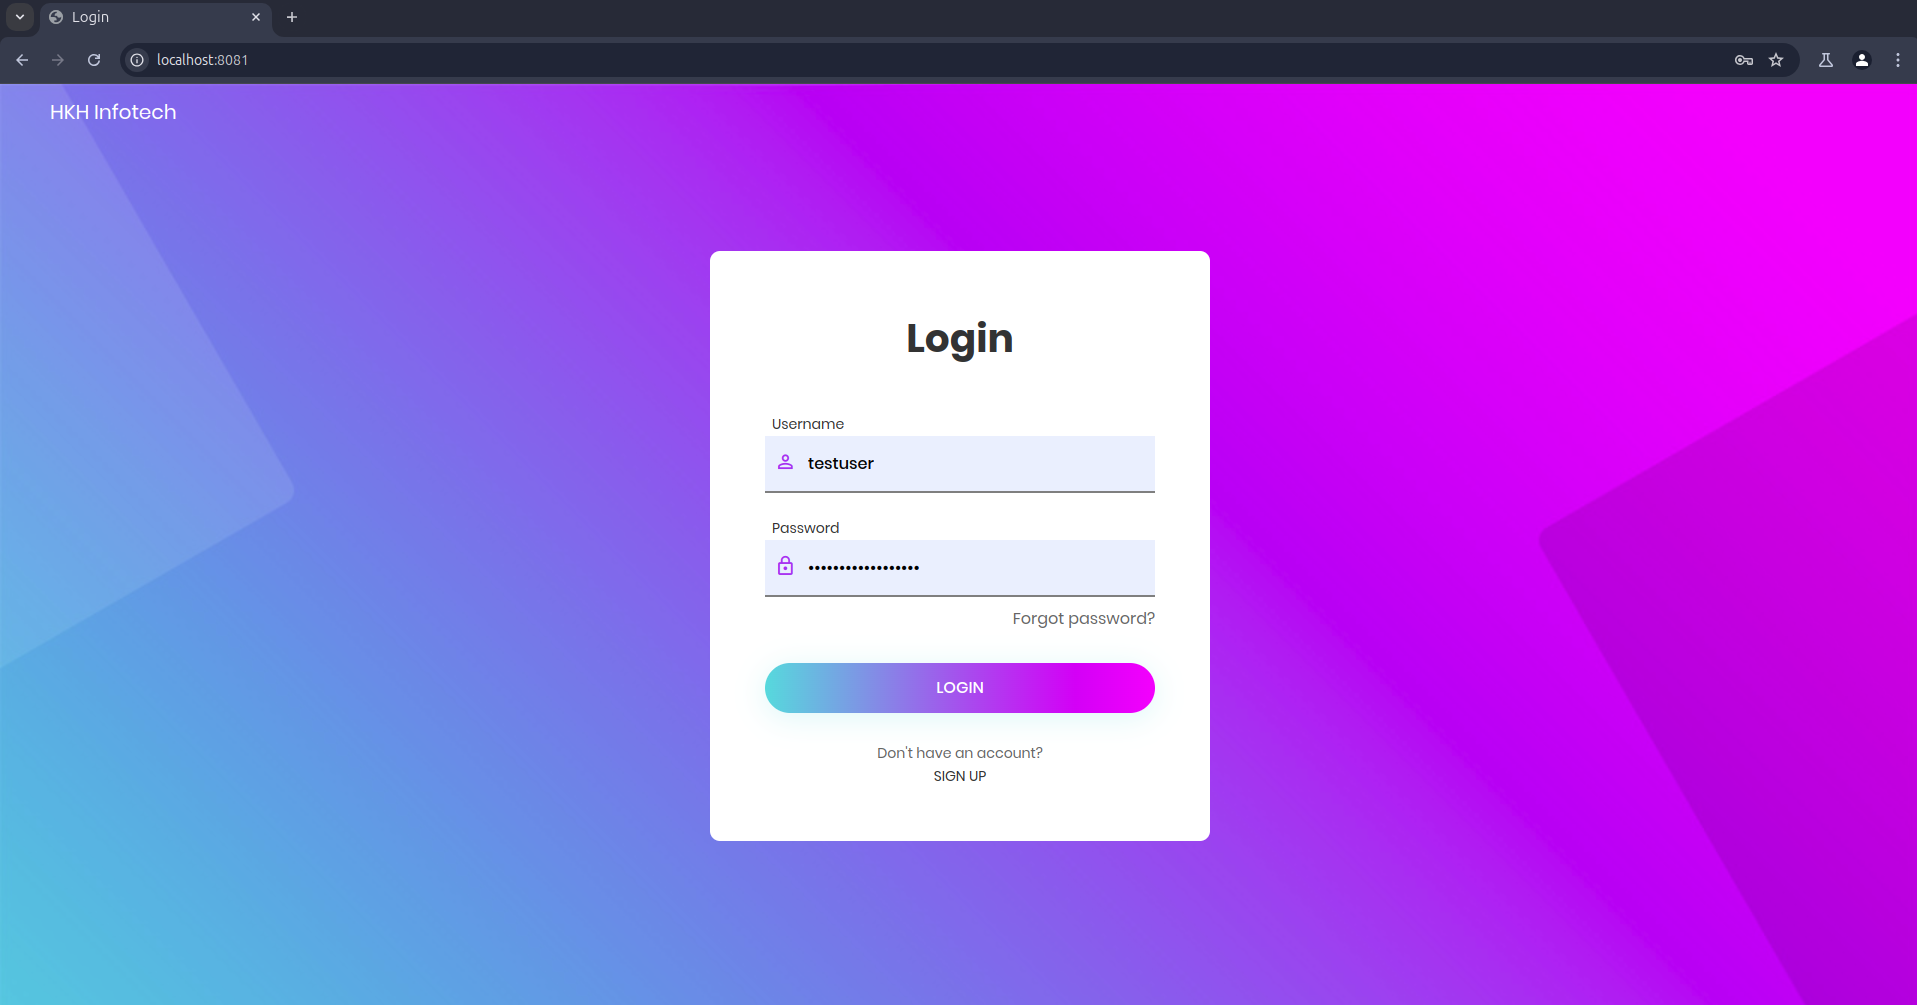 Login
localhost:8081
HKH Infotech
Login
Username
testuser
Password
••••••••••••••••••
Forgot password?
LOGIN
Don't have an account?
SIGN UP